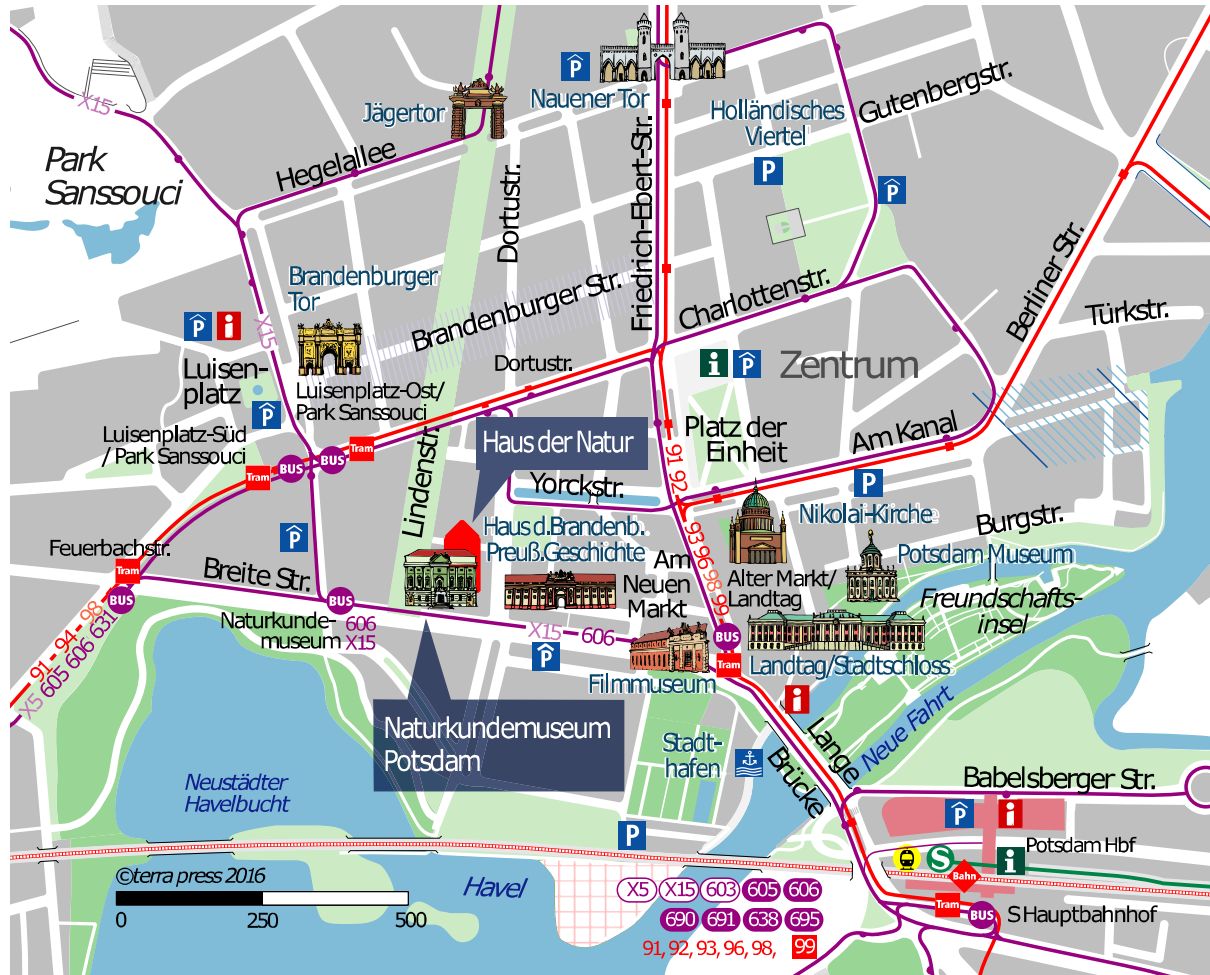 Nauener Tor
Jägertor
Holländisches
Viertel
Gutenbergstr.
X15
Park
Sanssouci
Hegelallee
Dortustr.
Friedrich-Ebert-Str.
Berliner Str.
Brandenburger
Tor
Brandenburger Str.
Charlottenstr.
Türkstr.
X15
Luisen-
platz
Dortustr.
Zentrum
Luisenplatz-Ost/
Park Sanssouci
Luisenplatz-Süd
/ Park Sanssouci
Tram
BUS
BUS
Tram
Lindenstr.
Haus der Natur
Platz der
Einheit
Am Kanal
91 92
93 96 98 99
Yorckstr.
Nikolai-Kirche
Burgstr.
Feuerbachstr.
Tram
BUS
Breite Str.
Haus d.Brandenb.
Preuß.Geschichte
Am
Neuen
Markt
Alter Markt/
Landtag
Potsdam Museum
Freundschafts-
insel
BUS
Naturkunde-
museum
606
X15
X15 606
BUS
Tram
Filmmuseum
Landtag/Stadtschloss
91 - 94 - 98
X5 605 606 631
Naturkundemuseum
Potsdam
Stadt-
hafen
Lange
Brücke
Neue Fahrt
Babelsberger Str.
Neustädter
Havelbucht
Potsdam Hbf
S
Bahn
Tram
BUS
S Hauptbahnhof
©terra press 2016
0 250 500
Havel
X5 X15 603 605 606
690 691 638 695
91, 92, 93, 96, 98, 99
P
P
P
P
P
P
P
P
P
P
P
P
i
i
i
i
i